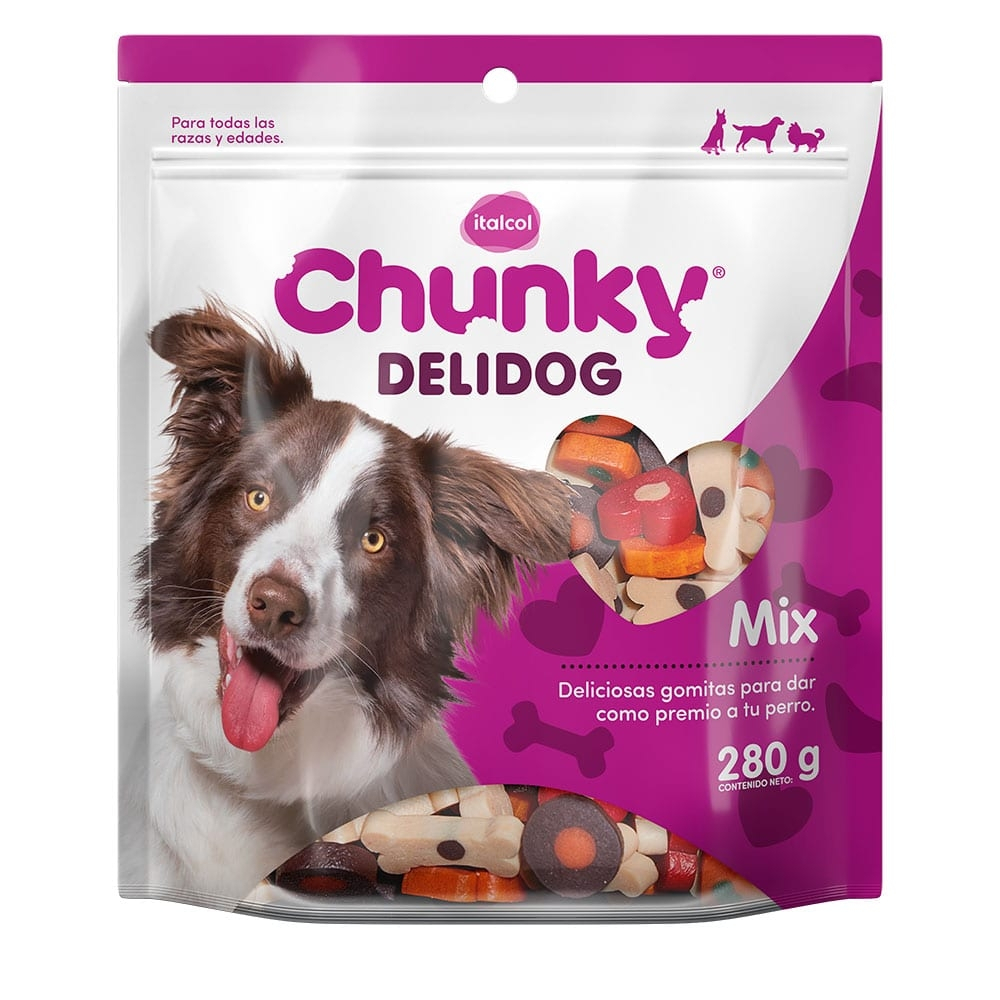 Para todas las
razas y edades.
italcol
Chunky®
DELIDOG
Mix
Deliciosas gomitas para dar
como premio a tu perro.
280 g
CONTENIDO NETO: